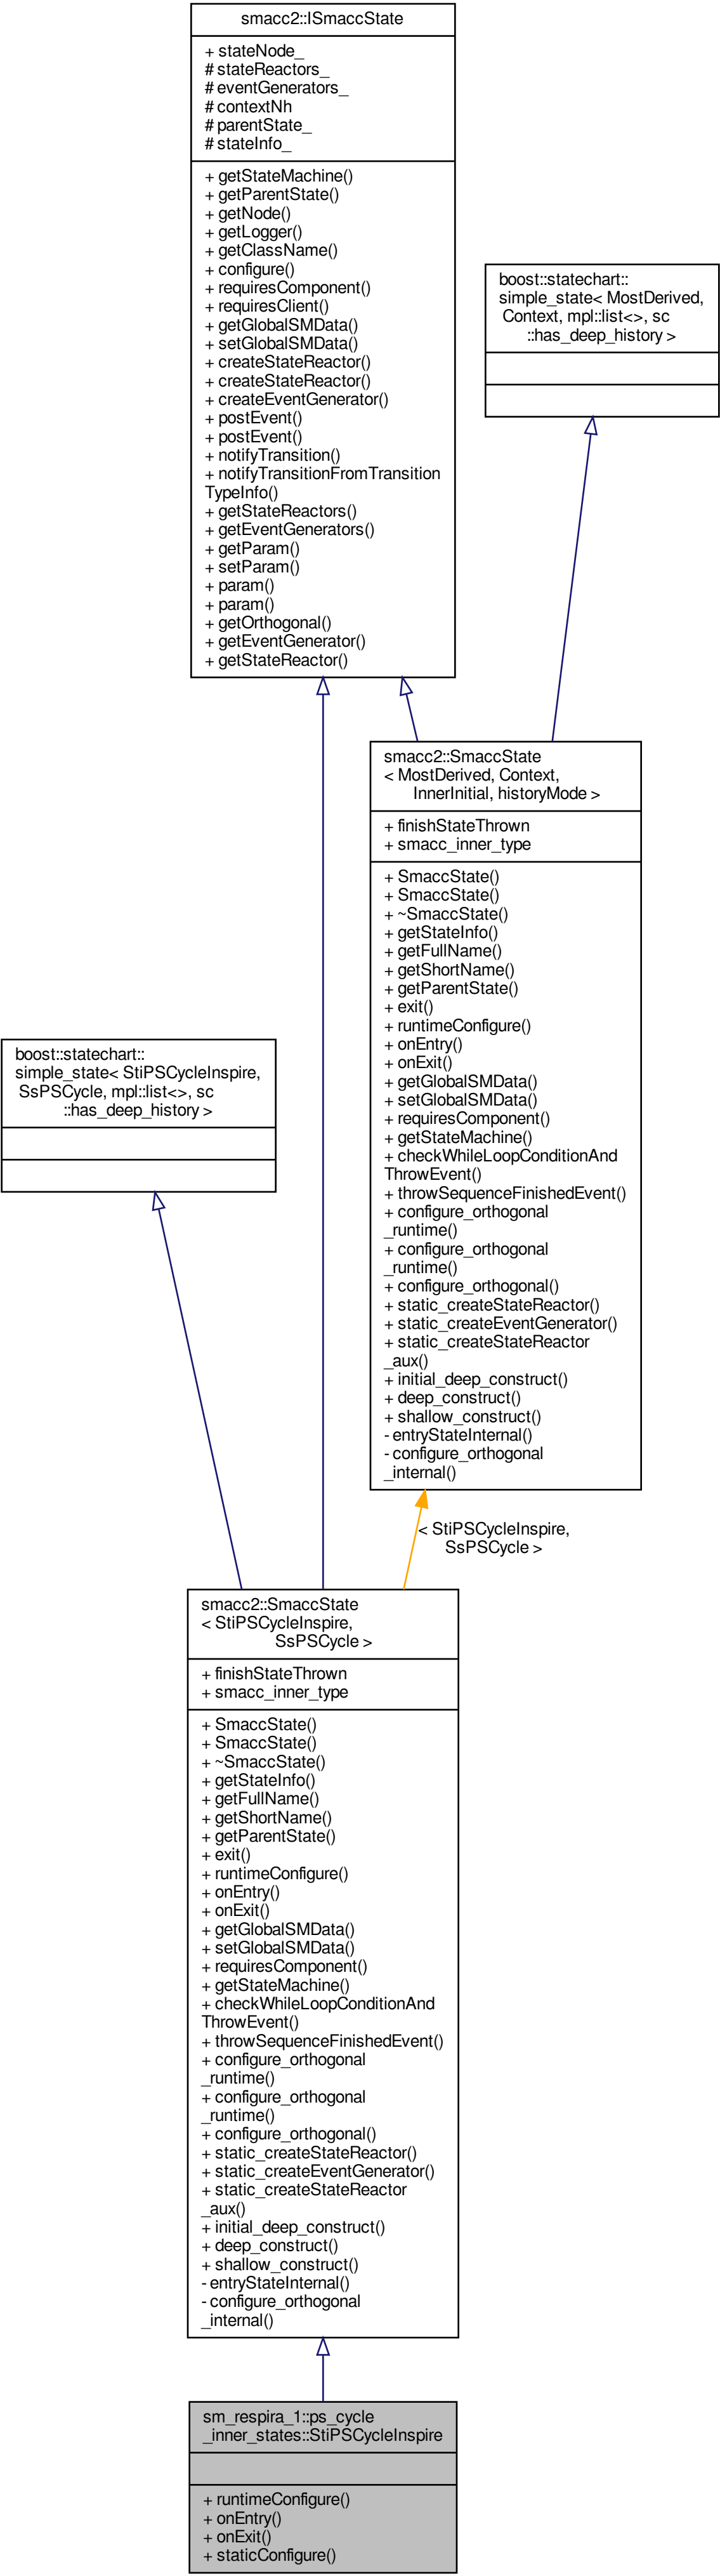 smacc2::ISmaccState
+ stateNode_
# stateReactors_
# eventGenerators_
# contextNh
# parentState_
# stateInfo_
+ getStateMachine()
+ getParentState()
+ getNode()
+ getLogger()
+ getClassName()
+ configure()
+ requiresComponent()
+ requiresClient()
+ getGlobalSMData()
+ setGlobalSMData()
+ createStateReactor()
+ createStateReactor()
+ createEventGenerator()
+ postEvent()
+ postEvent()
+ notifyTransition()
+ notifyTransitionFromTransition
TypeInfo()
+ getStateReactors()
+ getEventGenerators()
+ getParam()
+ setParam()
+ param()
+ param()
+ getOrthogonal()
+ getEventGenerator()
+ getStateReactor()
boost::statechart::
simple_state< MostDerived,
Context, mpl::list<>, sc
::has_deep_history >
smacc2::SmaccState
< MostDerived, Context,
InnerInitial, historyMode >
+ finishStateThrown
+ smacc_inner_type
+ SmaccState()
+ SmaccState()
+ ~SmaccState()
+ getStateInfo()
+ getFullName()
+ getShortName()
+ getParentState()
+ exit()
+ runtimeConfigure()
+ onEntry()
+ onExit()
+ getGlobalSMData()
+ setGlobalSMData()
+ requiresComponent()
+ getStateMachine()
+ checkWhileLoopConditionAnd
ThrowEvent()
+ throwSequenceFinishedEvent()
+ configure_orthogonal
_runtime()
+ configure_orthogonal
_runtime()
+ configure_orthogonal()
+ static_createStateReactor()
+ static_createEventGenerator()
+ static_createStateReactor
_aux()
+ initial_deep_construct()
+ deep_construct()
+ shallow_construct()
- entryStateInternal()
- configure_orthogonal
_internal()
boost::statechart::
simple_state< StiPSCycleInspire,
SsPSCycle, mpl::list<>, sc
::has_deep_history >
< StiPSCycleInspire,
SsPSCycle >
smacc2::SmaccState
< StiPSCycleInspire,
SsPSCycle >
+ finishStateThrown
+ smacc_inner_type
+ SmaccState()
+ SmaccState()
+ ~SmaccState()
+ getStateInfo()
+ getFullName()
+ getShortName()
+ getParentState()
+ exit()
+ runtimeConfigure()
+ onEntry()
+ onExit()
+ getGlobalSMData()
+ setGlobalSMData()
+ requiresComponent()
+ getStateMachine()
+ checkWhileLoopConditionAnd
ThrowEvent()
+ throwSequenceFinishedEvent()
+ configure_orthogonal
_runtime()
+ configure_orthogonal
_runtime()
+ configure_orthogonal()
+ static_createStateReactor()
+ static_createEventGenerator()
+ static_createStateReactor
_aux()
+ initial_deep_construct()
+ deep_construct()
+ shallow_construct()
- entryStateInternal()
- configure_orthogonal
_internal()
sm_respira_1::ps_cycle
_inner_states::StiPSCycleInspire
+ runtimeConfigure()
+ onEntry()
+ onExit()
+ staticConfigure()